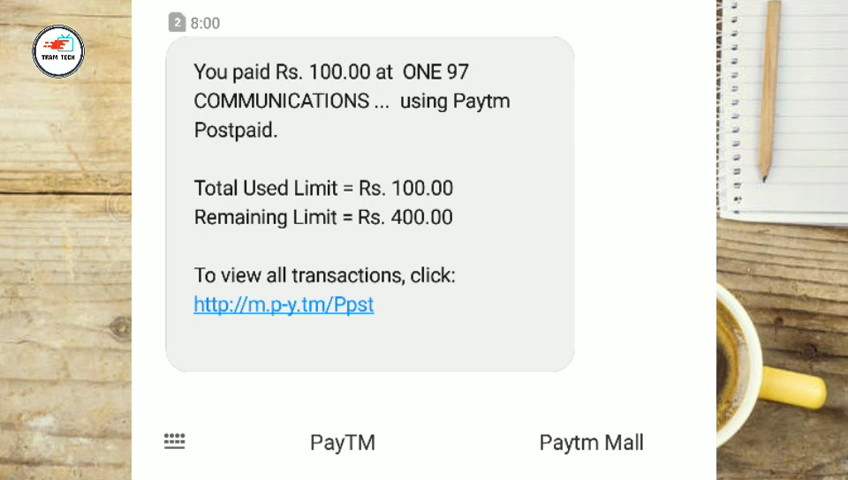 2 8:00
TRAM TECH
You paid Rs. 100.00 at ONE 97
COMMUNICATIONS ... using Paytm
Postpaid.
Total Used Limit = Rs. 100.00
Remaining Limit = Rs. 400.00
To view all transactions, click:
http://m.p-y.tm/Ppst
PayTM Paytm Mall